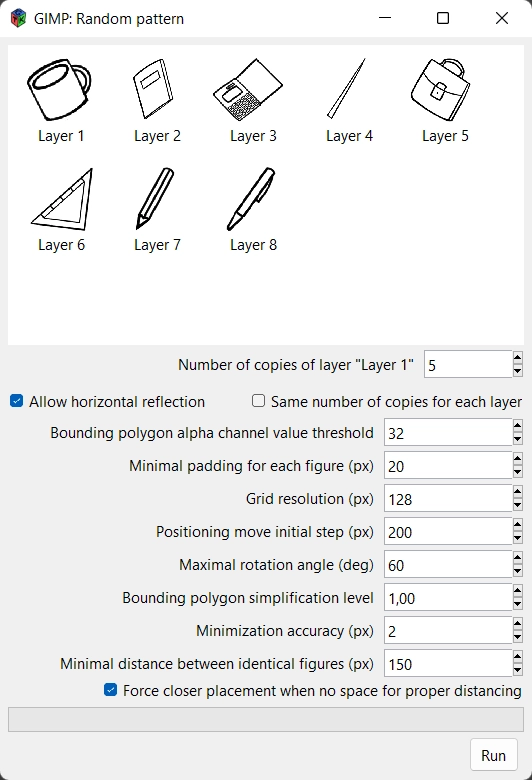 GIMP: Random pattern
Layer 1 Layer 2 Layer 3 Layer 4 Layer 5
Layer 6 Layer 7 Layer 8
Number of copies of layer "Layer 1" 5
Allow horizontal reflection Same number of copies for each layer
Bounding polygon alpha channel value threshold 32
Minimal padding for each figure (px) 20
Grid resolution (px) 128
Positioning move initial step (px) 200
Maximal rotation angle (deg) 60
Bounding polygon simplification level 1,00
Minimization accuracy (px) 2
Minimal distance between identical figures (px) 150
Force closer placement when no space for proper distancing
Run